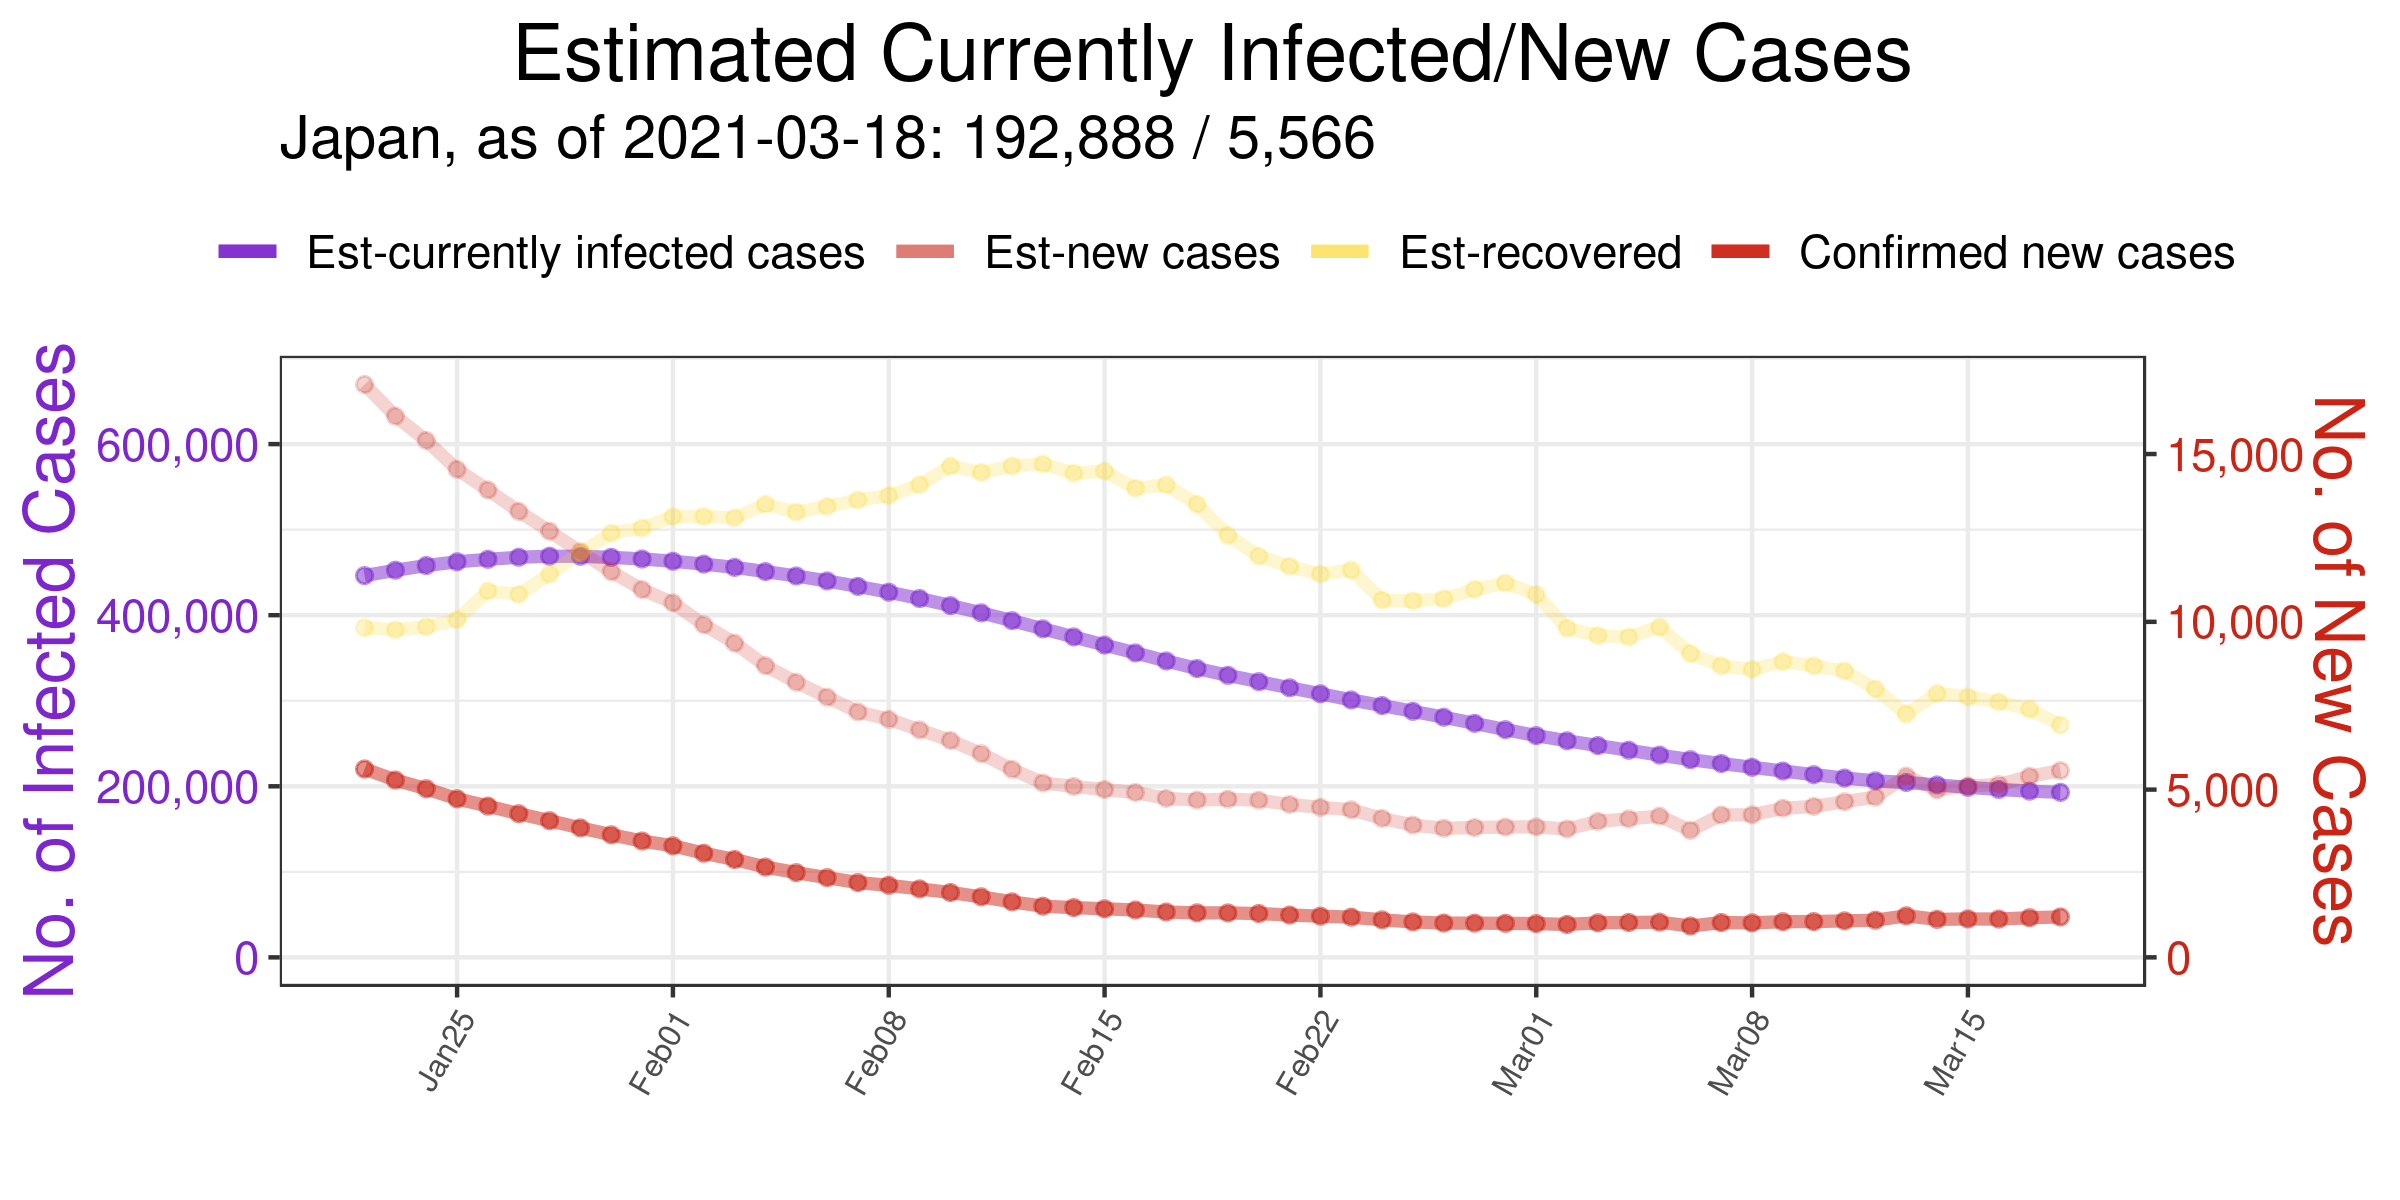 Estimated Currently Infected/New Cases
Japan, as of 2021-03-18: 192,888 / 5,566
Est-currently infected cases Est-new cases Est-recovered Confirmed new cases
No. of Infected Cases
600,000
400,000
200,000
0
15,000
10,000
5,000
0
No. of New Cases
Jan25 Feb01 Feb08 Feb15 Feb22 Mar01 Mar08 Mar15